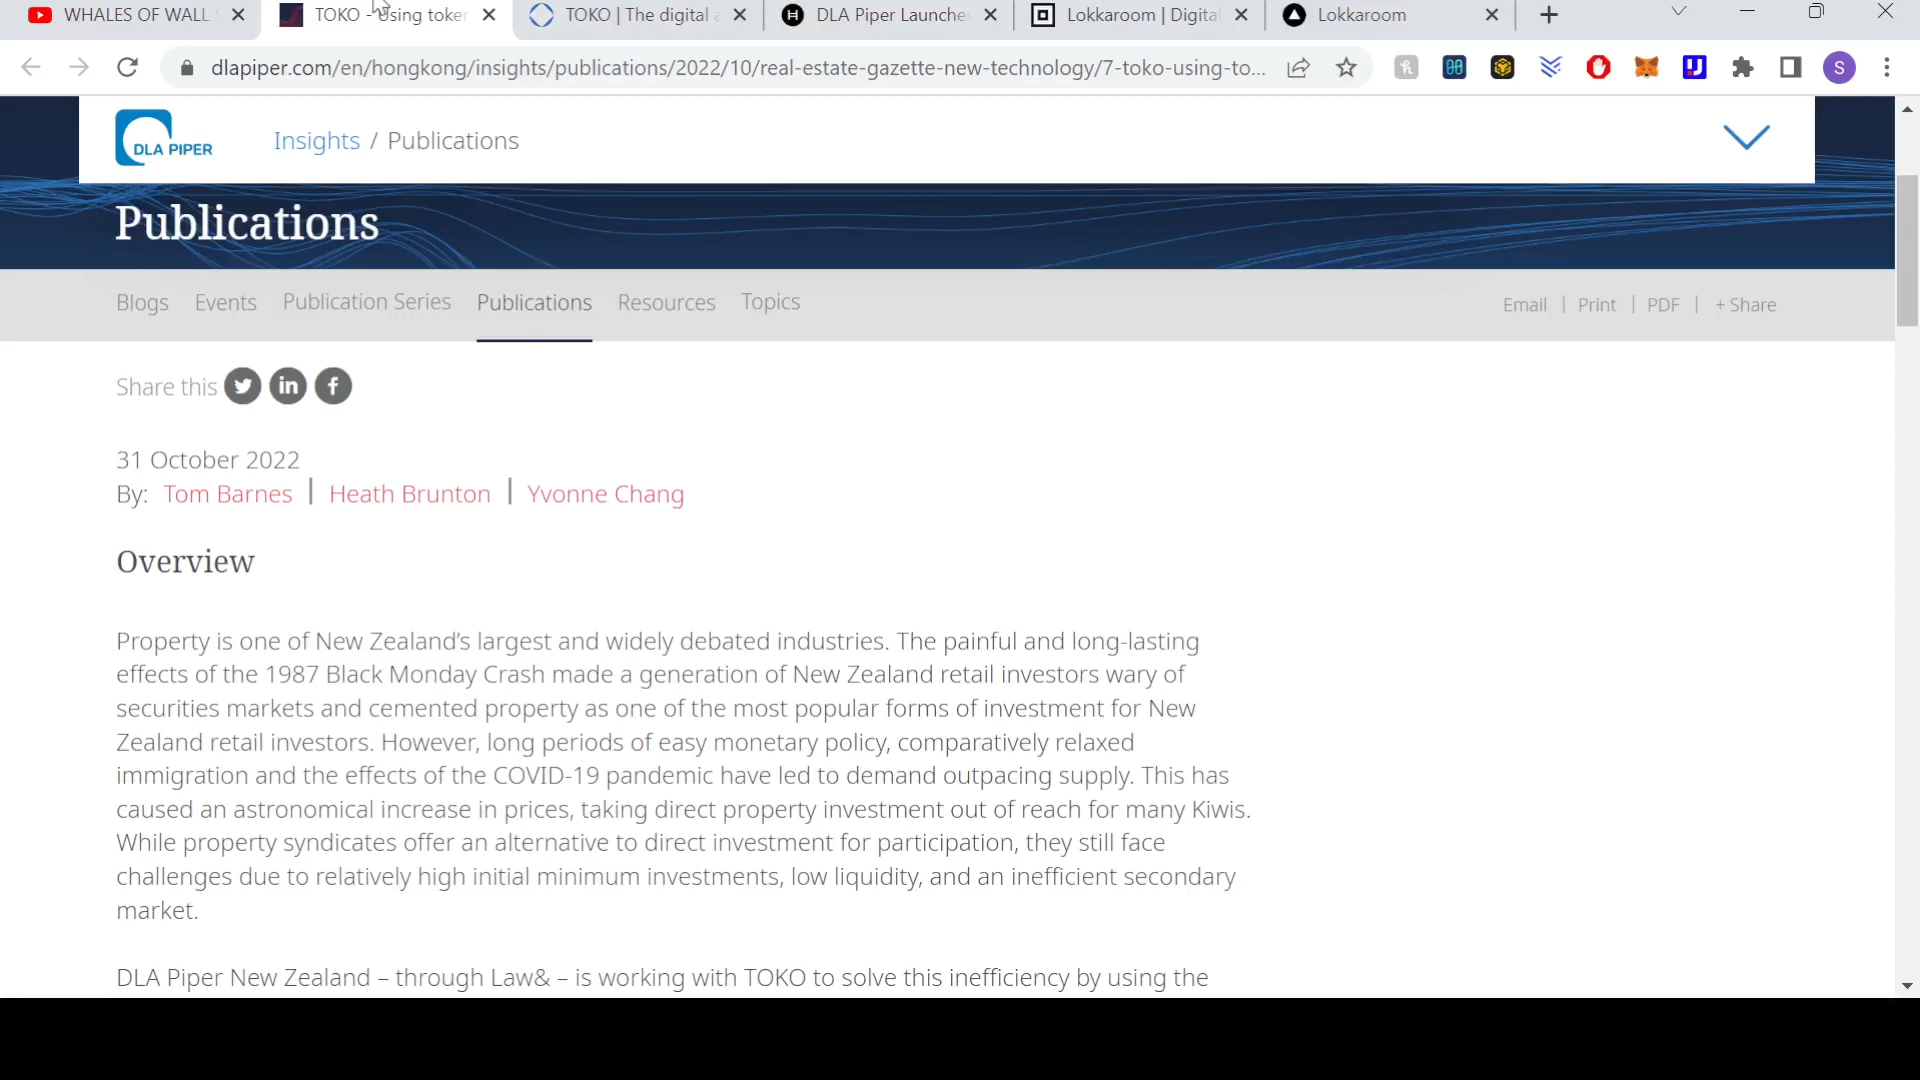 WHALES OF WALL
TOKO - Using token
TOKO | The digital a
DLA Piper Launches
Lokkaroom | Digital
Lokkaroom
dlapiper.com/en/hongkong/insights/publications/2022/10/real-estate-gazette-new-technology/7-toko-using-to...
S
DLA PIPER
Insights / Publications
Publications
Blogs Events Publication Series Publications Resources Topics
Email | Print | PDF | + Share
Share this
31 October 2022
By: Tom Barnes | Heath Brunton | Yvonne Chang
Overview
Property is one of New Zealand's largest and widely debated industries. The painful and long-lasting
effects of the 1987 Black Monday Crash made a generation of New Zealand retail investors wary of
securities markets and cemented property as one of the most popular forms of investment for New
Zealand retail investors. However, long periods of easy monetary policy, comparatively relaxed
immigration and the effects of the COVID-19 pandemic have led to demand outpacing supply. This has
caused an astronomical increase in prices, taking direct property investment out of reach for many Kiwis.
While property syndicates offer an alternative to direct investment for participation, they still face
challenges due to relatively high initial minimum investments, low liquidity, and an inefficient secondary
market.
DLA Piper New Zealand – through Law& – is working with TOKO to solve this inefficiency by using the